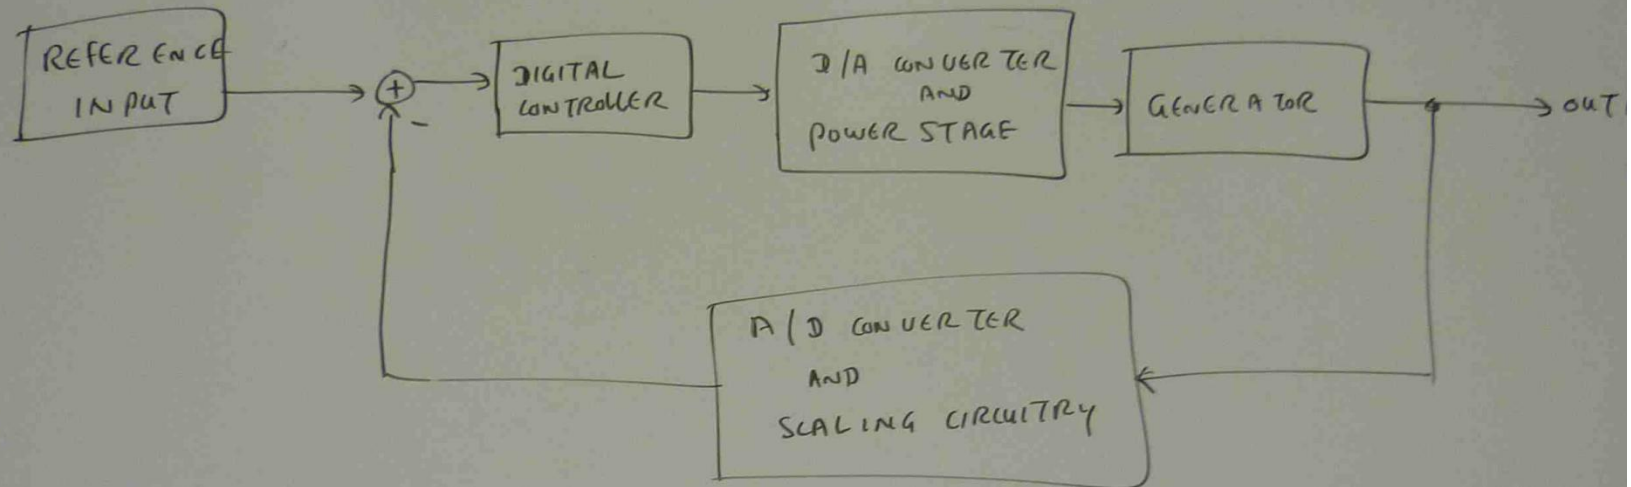 REFERENCE
INPUT
+
-
DIGITAL
CONTROLLER
D/A CONVERTER
AND
POWER STAGE
GENERATOR
OUT
A/D CONVERTER
AND
SCALING CIRCUITRY